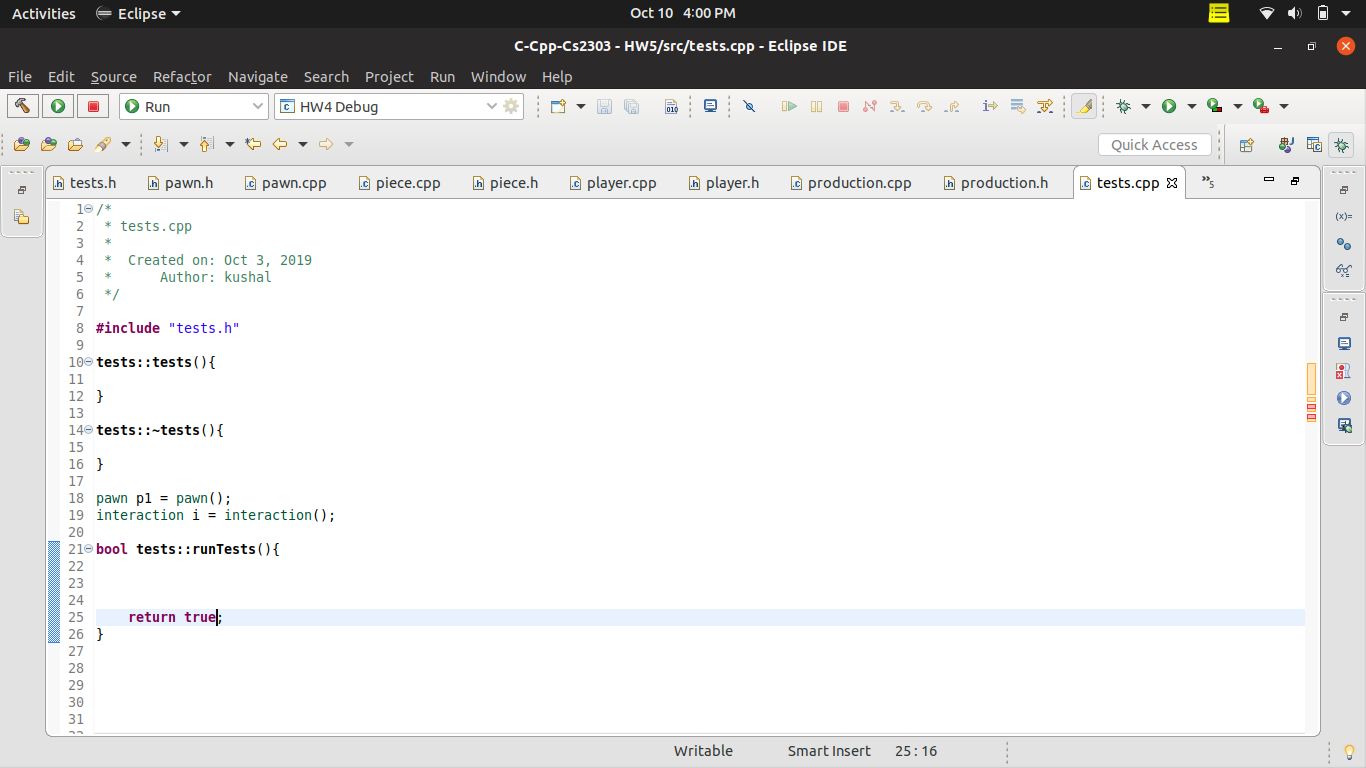 Activities Eclipse Oct 10 4:00 PM
C-Cpp-Cs2303 - HW5/src/tests.cpp - Eclipse IDE
File Edit Source Refactor Navigate Search Project Run Window Help
Run HW4 Debug
Quick Access
tests.h pawn.h pawn.cpp piece.cpp piece.h player.cpp player.h production.cpp production.h tests.cpp »5
1 /*
2  * tests.cpp
3  *
4  *  Created on: Oct 3, 2019
5  *      Author: kushal
6  */
7
8 #include "tests.h"
9
10 tests::tests(){
11
12 }
13
14 tests::~tests(){
15
16 }
17
18 pawn p1 = pawn();
19 interaction i = interaction();
20
21 bool tests::runTests(){
22
23
24
25     return true;
26 }
27
28
29
30
31
Writable Smart Insert 25 : 16